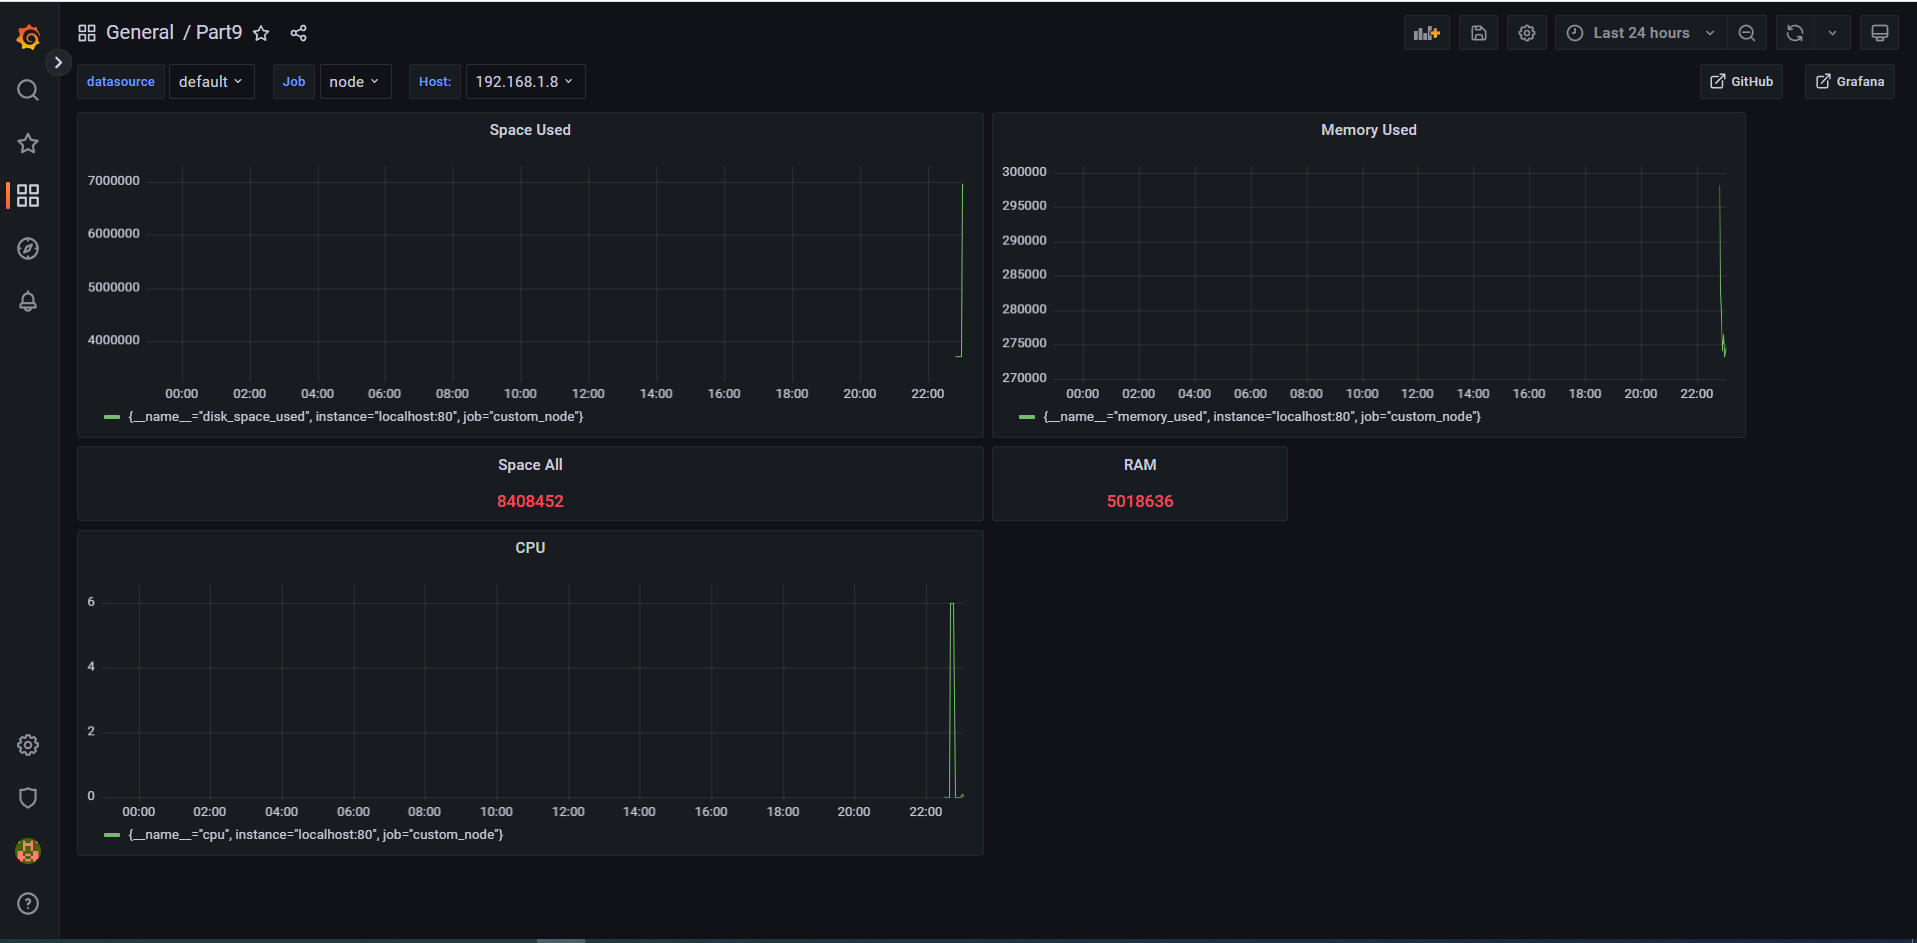 General / Part9
Last 24 hours
datasource default Job node Host: 192.168.1.8
GitHub Grafana
Space Used
7000000
6000000
5000000
4000000
00:00 02:00 04:00 06:00 08:00 10:00 12:00 14:00 16:00 18:00 20:00 22:00
{__name__="disk_space_used", instance="localhost:80", job="custom_node"}
Memory Used
300000
295000
290000
285000
280000
275000
270000
00:00 02:00 04:00 06:00 08:00 10:00 12:00 14:00 16:00 18:00 20:00 22:00
{__name__="memory_used", instance="localhost:80", job="custom_node"}
Space All
8408452
RAM
5018636
CPU
6
4
2
0
00:00 02:00 04:00 06:00 08:00 10:00 12:00 14:00 16:00 18:00 20:00 22:00
{__name__="cpu", instance="localhost:80", job="custom_node"}